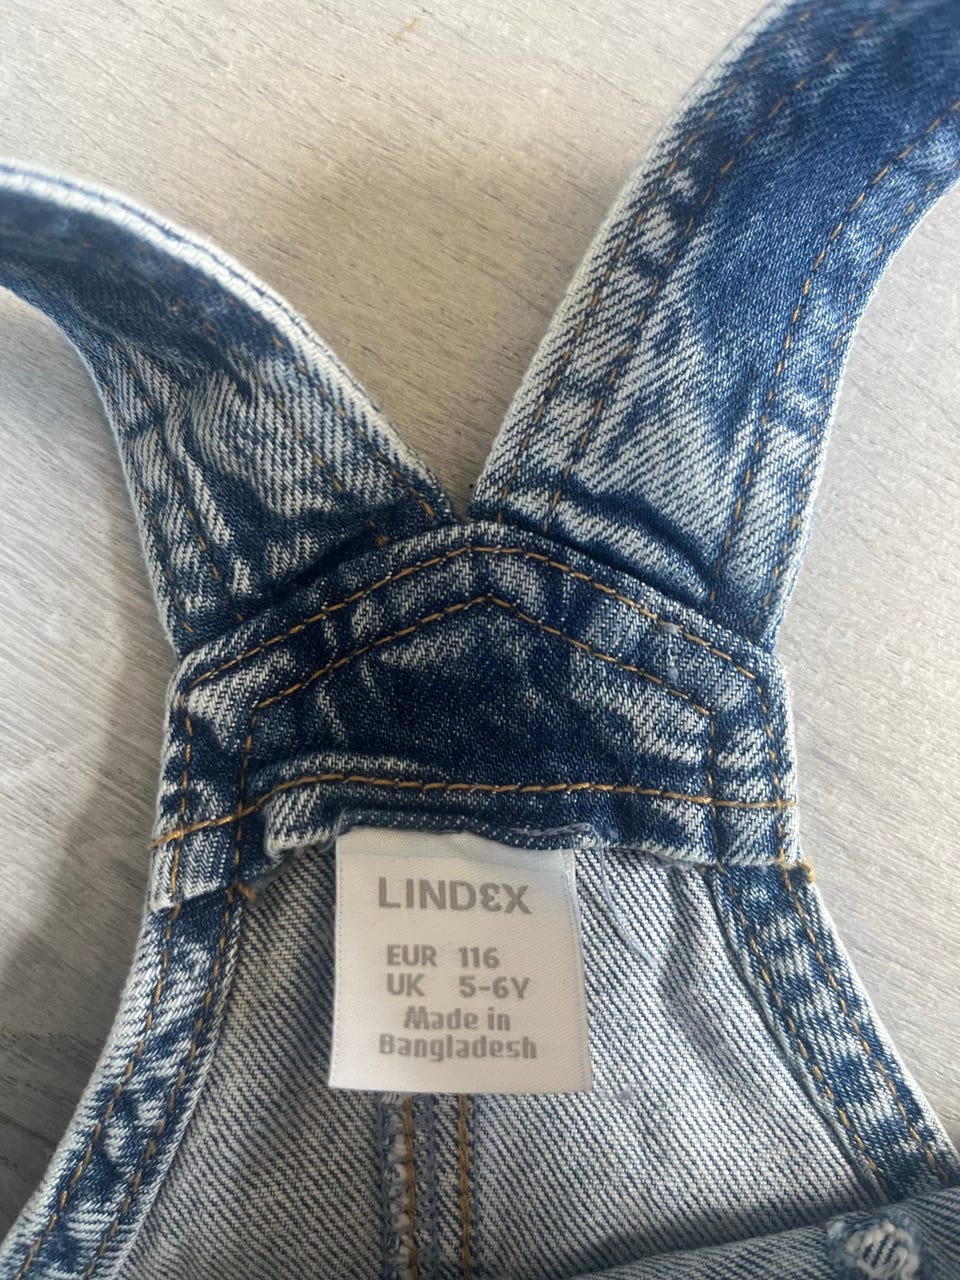 LINDEX
EUR 116
UK 5-6Y
Made in
Bangladesh